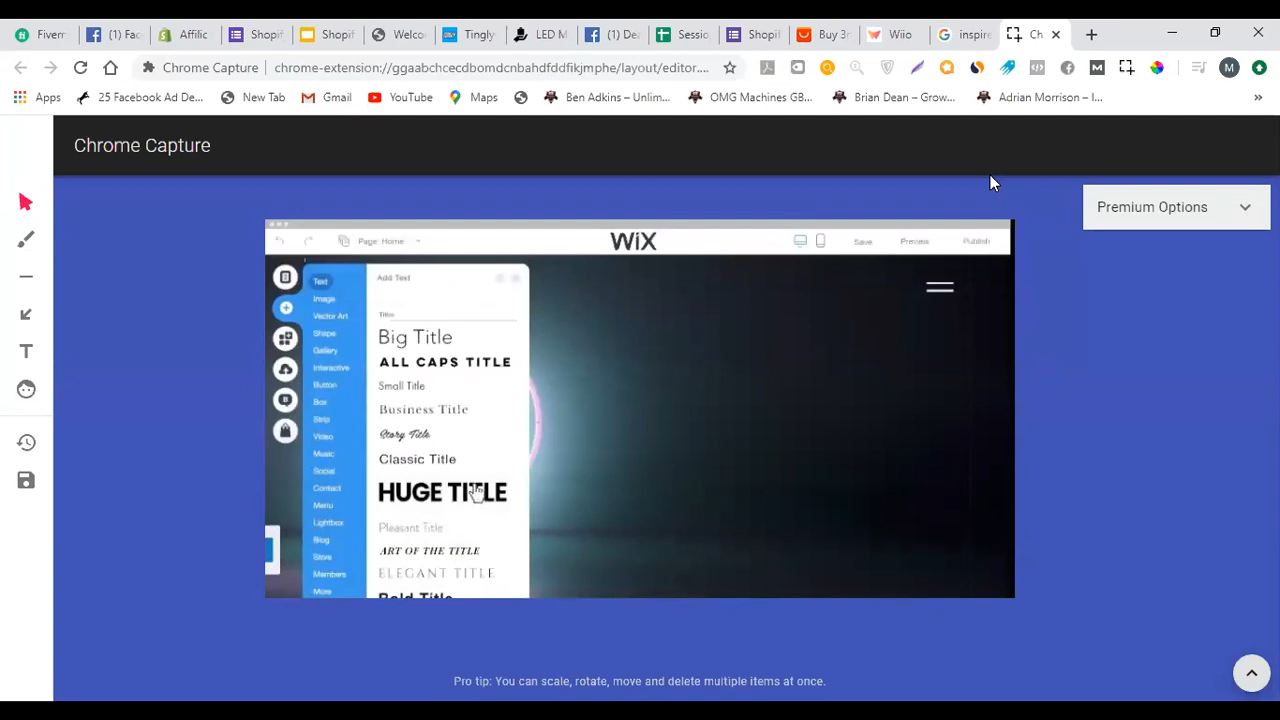 Fiverr
(1) Fac
Affilic
Shopif
Shopif
Welco
Tingly
LED M
(1) Dea
Sessio
Shopif
Buy 3
Wiio
inspire
Ch
Chrome Capture
chrome-extension://ggaabchcecdbomdcnbahdfddfikjmphe/layout/editor....
M
Apps
25 Facebook Ad De...
New Tab
Gmail
YouTube
Maps
Ben Adkins – Unlim...
OMG Machines GB...
Brian Dean – Grow...
Adrian Morrison – I...
»
Chrome Capture
Premium Options
Page: Home
WiX
Save
Preview
Publish
Text
Image
Vector Art
Shape
Gallery
Interactive
Button
Box
Strip
Video
Music
Social
Contact
Menu
Lightbox
Blog
Store
Members
More
Add Text
Titles
Big Title
ALL CAPS TITLE
Small Title
Business Title
Story Title
Classic Title
HUGE TITLE
Pleasant Title
ART OF THE TITLE
ELEGANT TITLE
Bold Title
T
Pro tip: You can scale, rotate, move and delete multiple items at once.